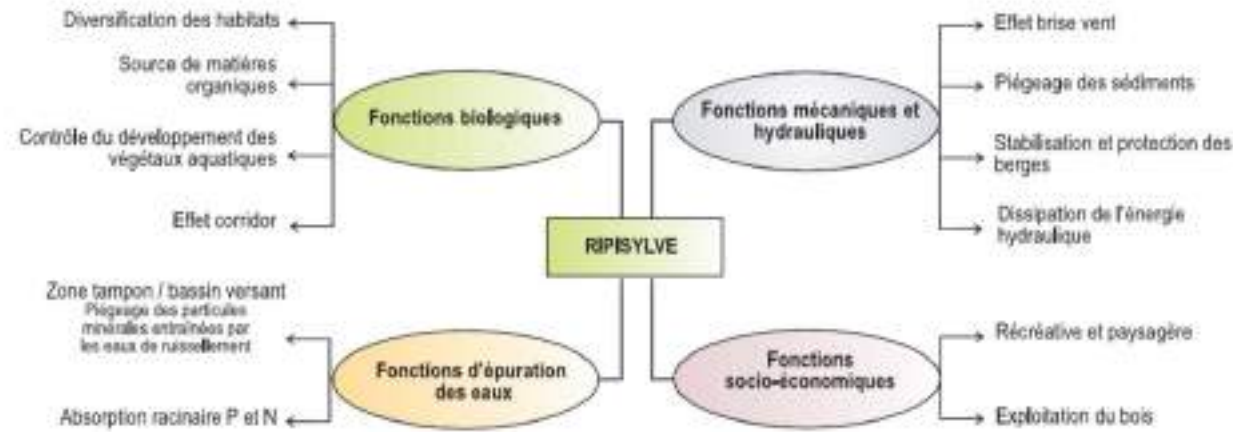 Diversification des habitats
Source de matières
organiques
Contrôle du développement des
végétaux aquatiques
Effet corridor
Fonctions biologiques
Fonctions mécaniques et
hydrauliques
Effet brise vent
Piégeage des sédiments
Stabilisation et protection des
berges
Dissipation de l'énergie
hydraulique
RIPISYLVE
Zone tampon / bassin versant
Piégeage des particules
minérales entraînées par
les eaux de ruissellement
Absorption racinaire P et N
Fonctions d'épuration
des eaux
Fonctions
socio-économiques
Récréative et paysagère
Exploitation du bois